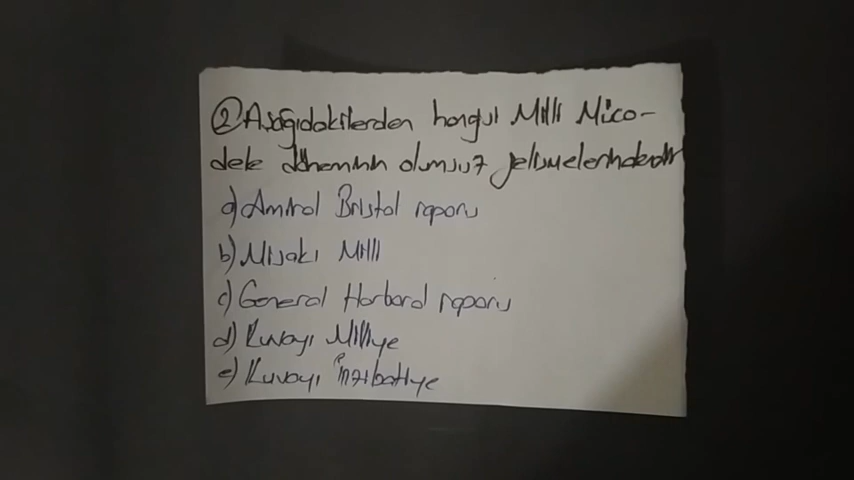 ② Aşağıdakilerden hangisi Milli Müca-
dele döneminin olumsuz gelişmelerindendir
a) Amiral Bristol raporu
b) Misakı Milli
c) General Harbord raporu
d) Kuvayı Milliye
e) Kuvayı İnzibatiye